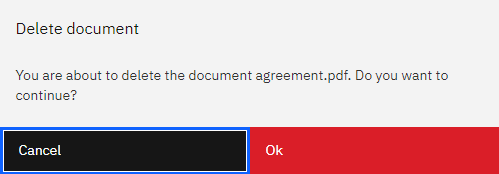 Delete document
You are about to delete the document agreement.pdf. Do you want to
continue?
Cancel
Ok